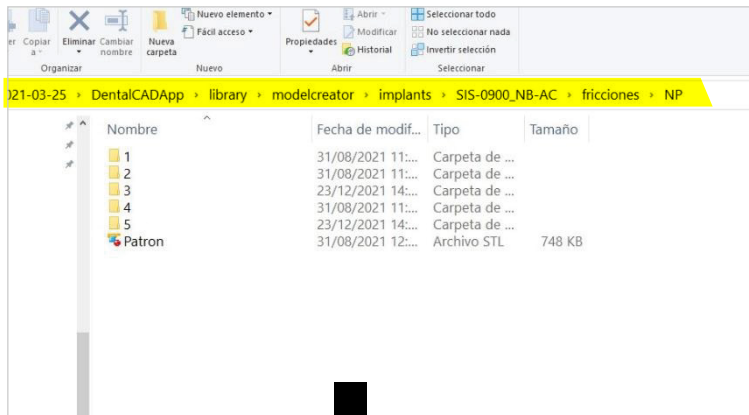 Nuevo elemento
Fácil acceso
Abrir
Modificar
Historial
Seleccionar todo
No seleccionar nada
Invertir selección
er Copiar a
Eliminar
Cambiar nombre
Nueva carpeta
Propiedades
Organizar
Nuevo
Abrir
Seleccionar
021-03-25 › DentalCADApp › library › modelcreator › implants › SIS-0900_NB-AC › fricciones › NP
Nombre Fecha de modif... Tipo Tamaño
1 31/08/2021 11:... Carpeta de ...
2 31/08/2021 11:... Carpeta de ...
3 23/12/2021 14:... Carpeta de ...
4 31/08/2021 11:... Carpeta de ...
5 23/12/2021 14:... Carpeta de ...
Patron 31/08/2021 12:... Archivo STL 748 KB